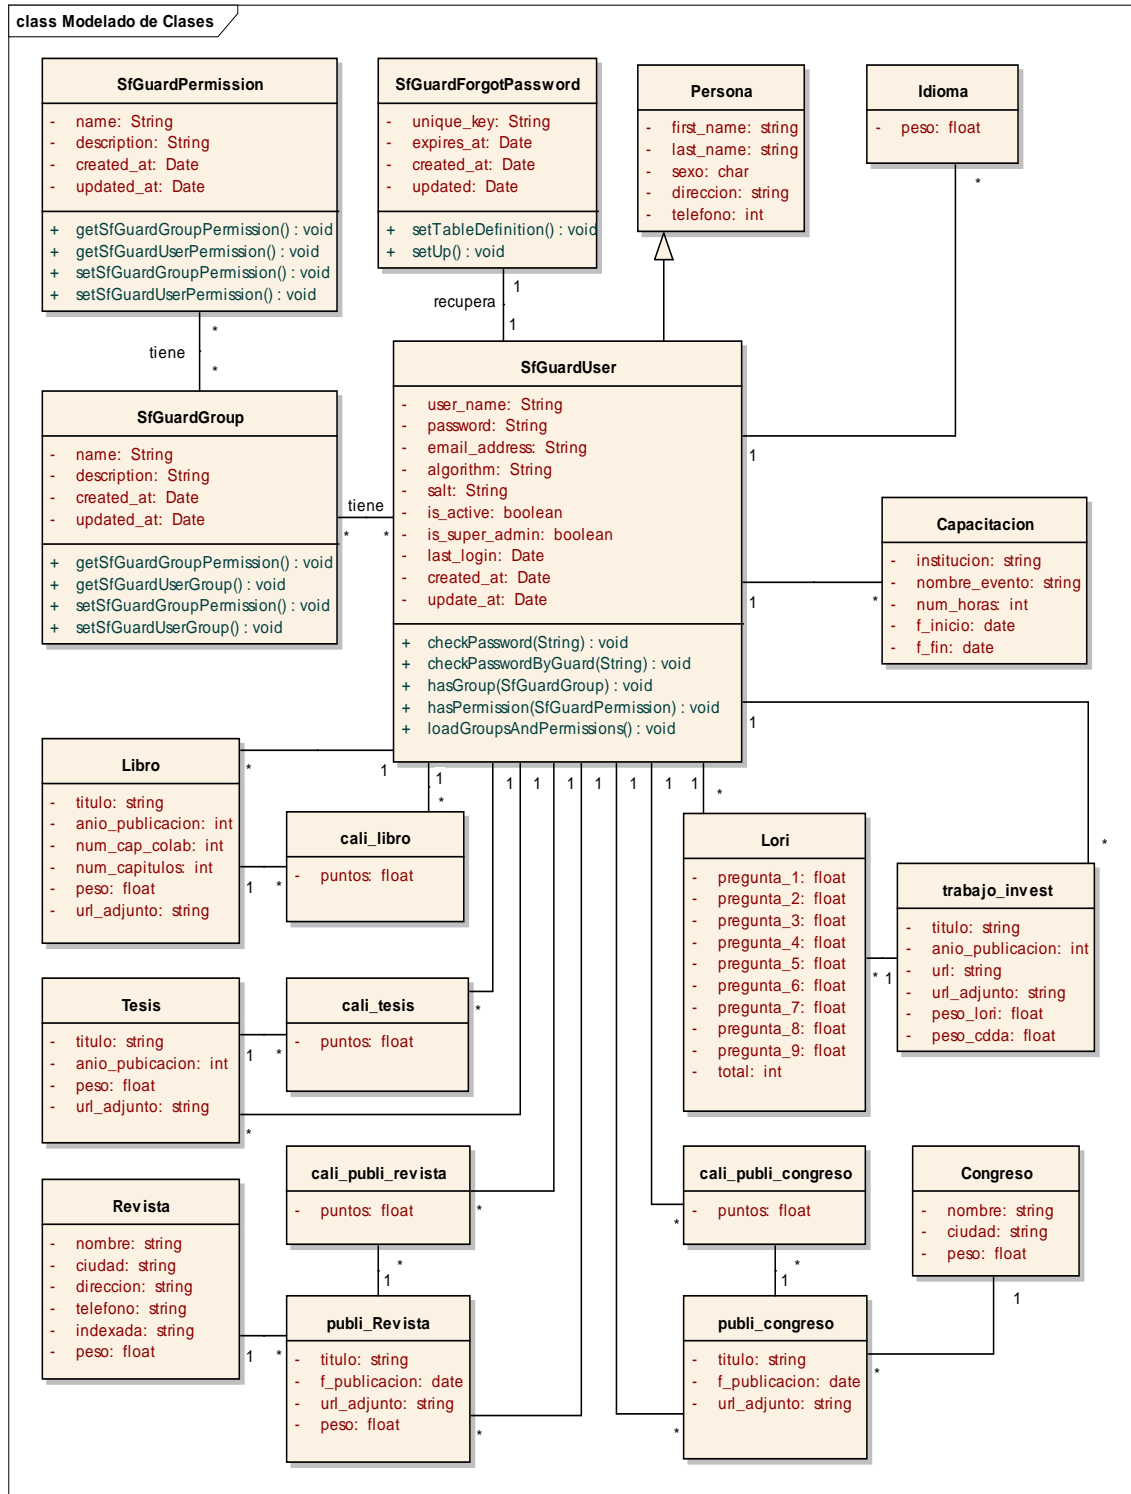 class Modelado de Clases
SfGuardPermission
- name: String
- description: String
- created_at: Date
- updated_at: Date
+ getSfGuardGroupPermission() : void
+ getSfGuardUserPermission() : void
+ setSfGuardGroupPermission() : void
+ setSfGuardUserPermission() : void
SfGuardForgotPassword
- unique_key: String
- expires_at: Date
- created_at: Date
- updated: Date
+ setTableDefinition() : void
+ setUp() : void
Persona
- first_name: string
- last_name: string
- sexo: char
- direccion: string
- telefono: int
Idioma
- peso: float
*
1
recupera
1
*
tiene
*
SfGuardGroup
- name: String
- description: String
- created_at: Date
- updated_at: Date
+ getSfGuardGroupPermission() : void
+ getSfGuardUserGroup() : void
+ setSfGuardGroupPermission() : void
+ setSfGuardUserGroup() : void
tiene
* *
SfGuardUser
- user_name: String
- password: String
- email_address: String
- algorithm: String
- salt: String
- is_active: boolean
- is_super_admin: boolean
- last_login: Date
- created_at: Date
- update_at: Date
+ checkPassword(String) : void
+ checkPasswordByGuard(String) : void
+ hasGroup(SfGuardGroup) : void
+ hasPermission(SfGuardPermission) : void
+ loadGroupsAndPermissions() : void
1
Capacitacion
- institucion: string
- nombre_evento: string
- num_horas: int
- f_inicio: date
- f_fin: date
1 *
1
*
* 1
1 1 1 1 1 1 1 1
* *
Libro
- titulo: string
- anio_publicacion: int
- num_cap_colab: int
- num_capitulos: int
- peso: float
- url_adjunto: string
1 *
cali_libro
- puntos: float
Lori
- pregunta_1: float
- pregunta_2: float
- pregunta_3: float
- pregunta_4: float
- pregunta_5: float
- pregunta_6: float
- pregunta_7: float
- pregunta_8: float
- pregunta_9: float
- total: int
* 1
trabajo_invest
- titulo: string
- anio_publicacion: int
- url: string
- url_adjunto: string
- peso_lori: float
- peso_cdda: float
Tesis
- titulo: string
- anio_pubicacion: int
- peso: float
- url_adjunto: string
1 *
*
cali_tesis
- puntos: float
*
cali_publi_revista
- puntos: float
*
*
1
cali_publi_congreso
- puntos: float
*
*
1
Congreso
- nombre: string
- ciudad: string
- peso: float
1
Revista
- nombre: string
- ciudad: string
- direccion: string
- telefono: string
- indexada: string
- peso: float
1 *
publi_Revista
- titulo: string
- f_publicacion: date
- url_adjunto: string
- peso: float
*
publi_congreso
- titulo: string
- f_publicacion: date
- url_adjunto: string
*
*